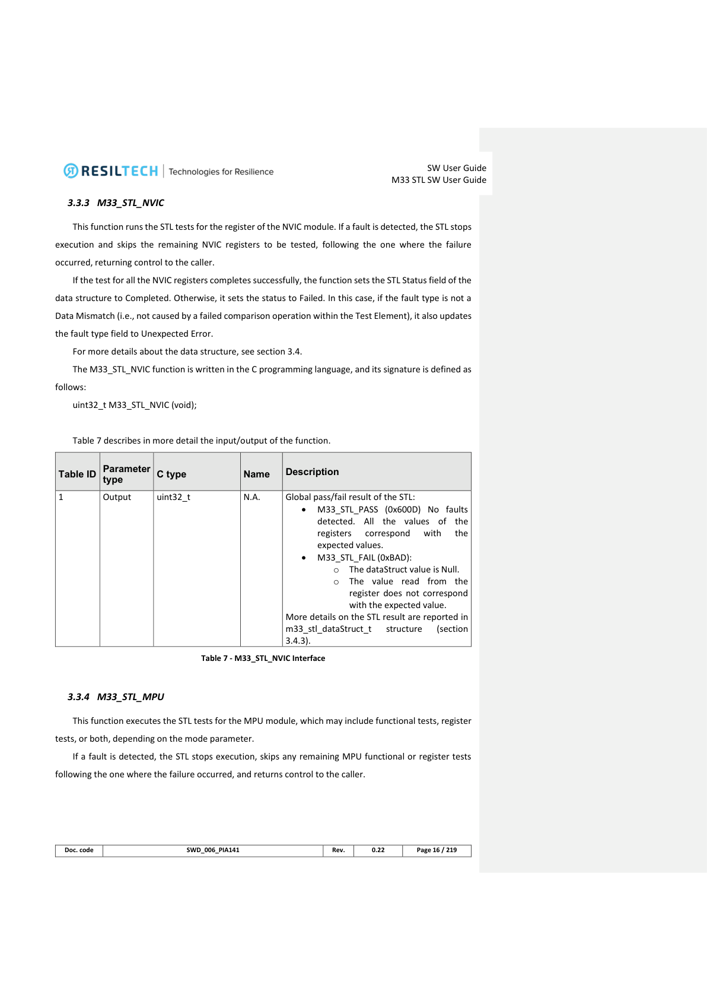 RESILTECH | Technologies for Resilience
SW User Guide
M33 STL SW User Guide
3.3.3 M33_STL_NVIC
This function runs the STL tests for the register of the NVIC module. If a fault is detected, the STL stops
execution and skips the remaining NVIC registers to be tested, following the one where the failure
occurred, returning control to the caller.
If the test for all the NVIC registers completes successfully, the function sets the STL Status field of the
data structure to Completed. Otherwise, it sets the status to Failed. In this case, if the fault type is not a
Data Mismatch (i.e., not caused by a failed comparison operation within the Test Element), it also updates
the fault type field to Unexpected Error.
For more details about the data structure, see section 3.4.
The M33_STL_NVIC function is written in the C programming language, and its signature is defined as
follows:
uint32_t M33_STL_NVIC (void);
Table 7 describes in more detail the input/output of the function.
Table ID Parameter type C type Name Description
1 Output uint32_t N.A. Global pass/fail result of the STL:
• M33_STL_PASS (0x600D) No faults
detected. All the values of the
registers correspond with the
expected values.
• M33_STL_FAIL (0xBAD):
o The dataStruct value is Null.
o The value read from the
register does not correspond
with the expected value.
More details on the STL result are reported in
m33_stl_dataStruct_t structure (section
3.4.3).
Table 7 - M33_STL_NVIC Interface
3.3.4 M33_STL_MPU
This function executes the STL tests for the MPU module, which may include functional tests, register
tests, or both, depending on the mode parameter.
If a fault is detected, the STL stops execution, skips any remaining MPU functional or register tests
following the one where the failure occurred, and returns control to the caller.
Doc. code SWD_006_PIA141 Rev. 0.22 Page 16 / 219